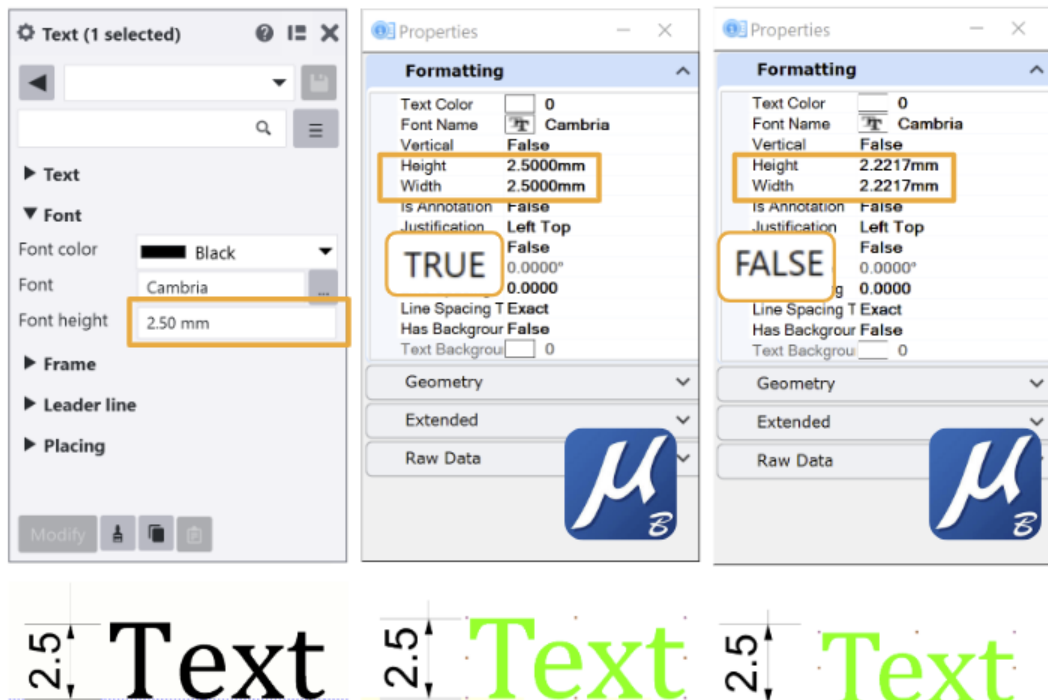 Text (1 selected)
Text
Font
Font color
Black
Font
Cambria
...
Font height
2.50 mm
Frame
Leader line
Placing
Modify
2.5
Text
Properties
Formatting
Text Color 0
Font Name Cambria
Vertical False
Height 2.5000mm
Width 2.5000mm
Is Annotation False
Justification Left Top
False
TRUE
0.0000°
0.0000
Line Spacing T Exact
Has Backgrour False
Text Backgrou 0
Geometry
Extended
Raw Data
μ
B
2.5
Text
Properties
Formatting
Text Color 0
Font Name Cambria
Vertical False
Height 2.2217mm
Width 2.2217mm
Is Annotation False
Justification Left Top
False
FALSE
0.0000°
g 0.0000
Line Spacing T Exact
Has Backgrour False
Text Backgrou 0
Geometry
Extended
Raw Data
μ
B
2.5
Text